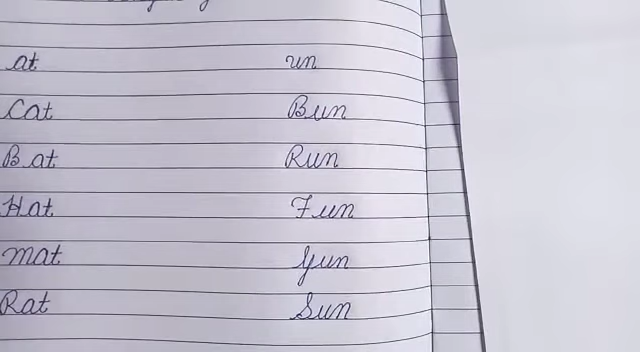 at un
Cat Bun
Bat Run
Hat Fun
mat Gun
Rat Sun